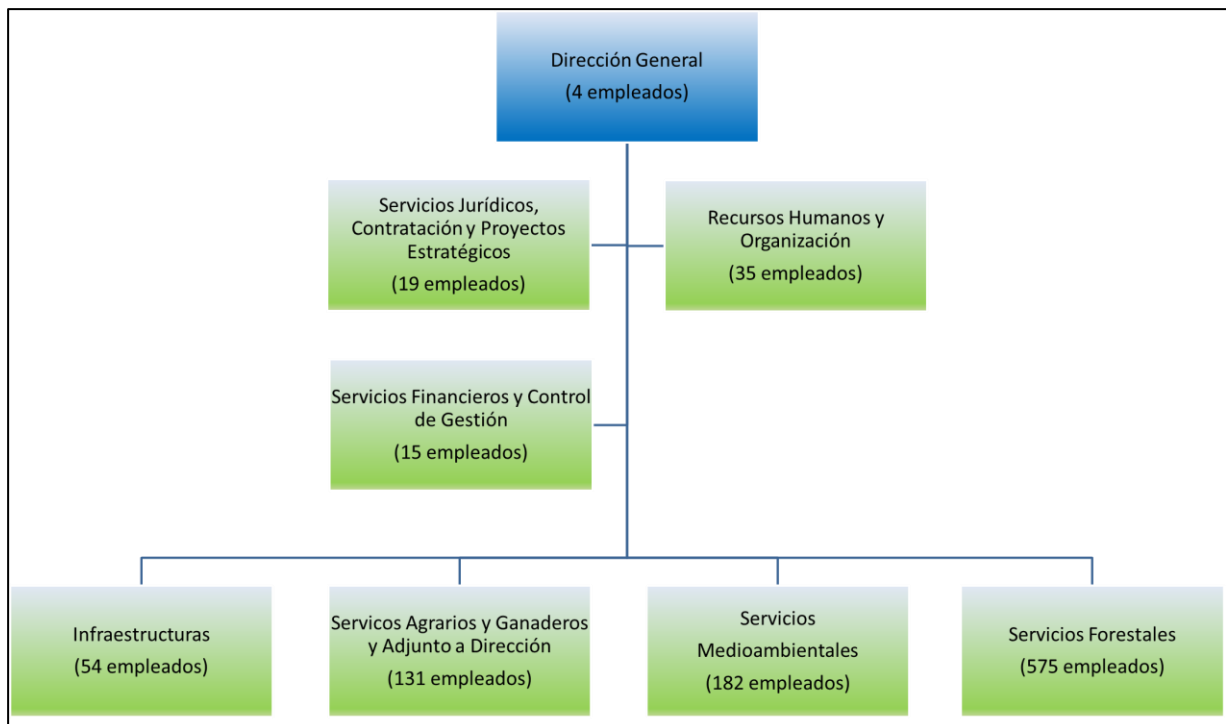 Dirección General
(4 empleados)
Servicios Jurídicos,
Contratación y Proyectos
Estratégicos
(19 empleados)
Recursos Humanos y
Organización
(35 empleados)
Servicios Financieros y Control
de Gestión
(15 empleados)
Infraestructuras
(54 empleados)
Servicos Agrarios y Ganaderos
y Adjunto a Dirección
(131 empleados)
Servicios
Medioambientales
(182 empleados)
Servicios Forestales
(575 empleados)